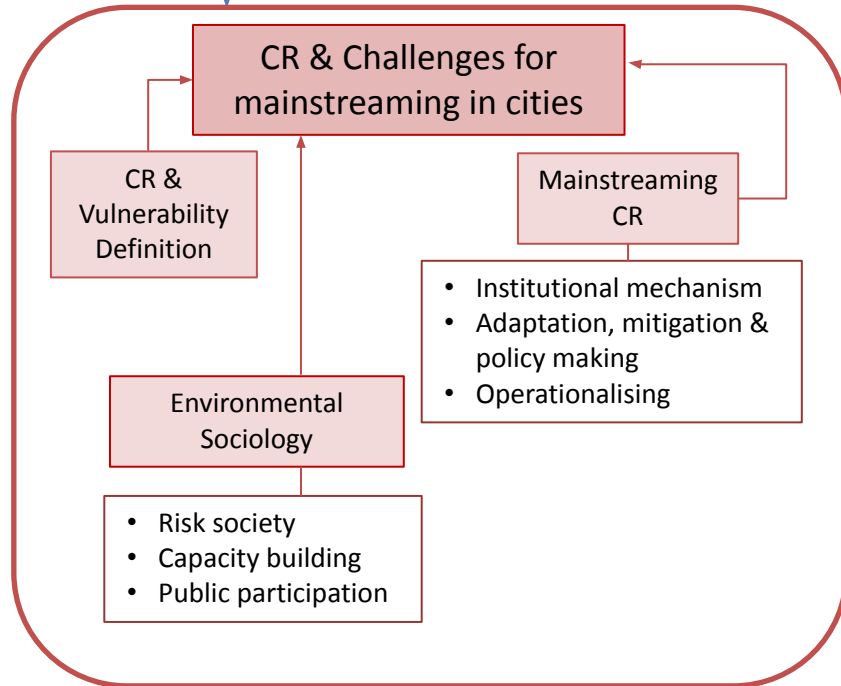 CR & Challenges for
mainstreaming in cities
CR &
Vulnerability
Definition
Mainstreaming
CR
• Institutional mechanism
• Adaptation, mitigation &
policy making
• Operationalising
Environmental
Sociology
• Risk society
• Capacity building
• Public participation